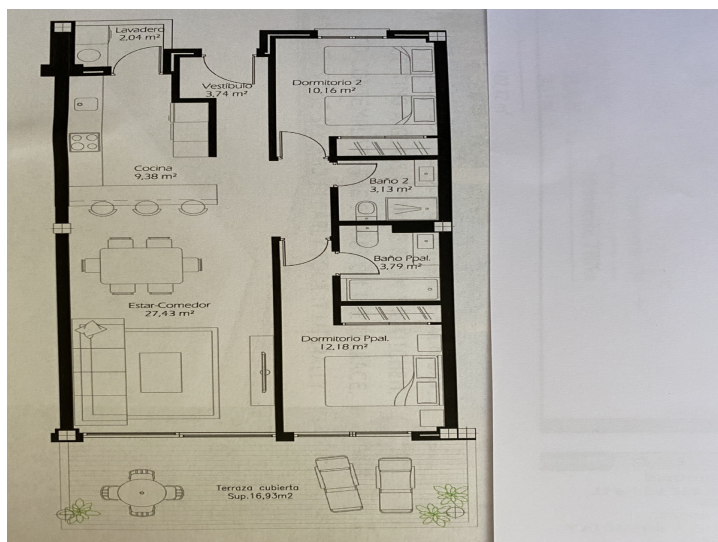 Lavadero
2,04 m²
Vestíbulo
3,74 m²
Dormitorio 2
10,16 m²
Cocina
9,38 m²
Baño 2
3,13 m²
Baño Ppal.
3,79 m²
Estar-Comedor
27,43 m²
Dormitorio Ppal.
12,18 m²
Terraza cubierta
Sup.16,93m2